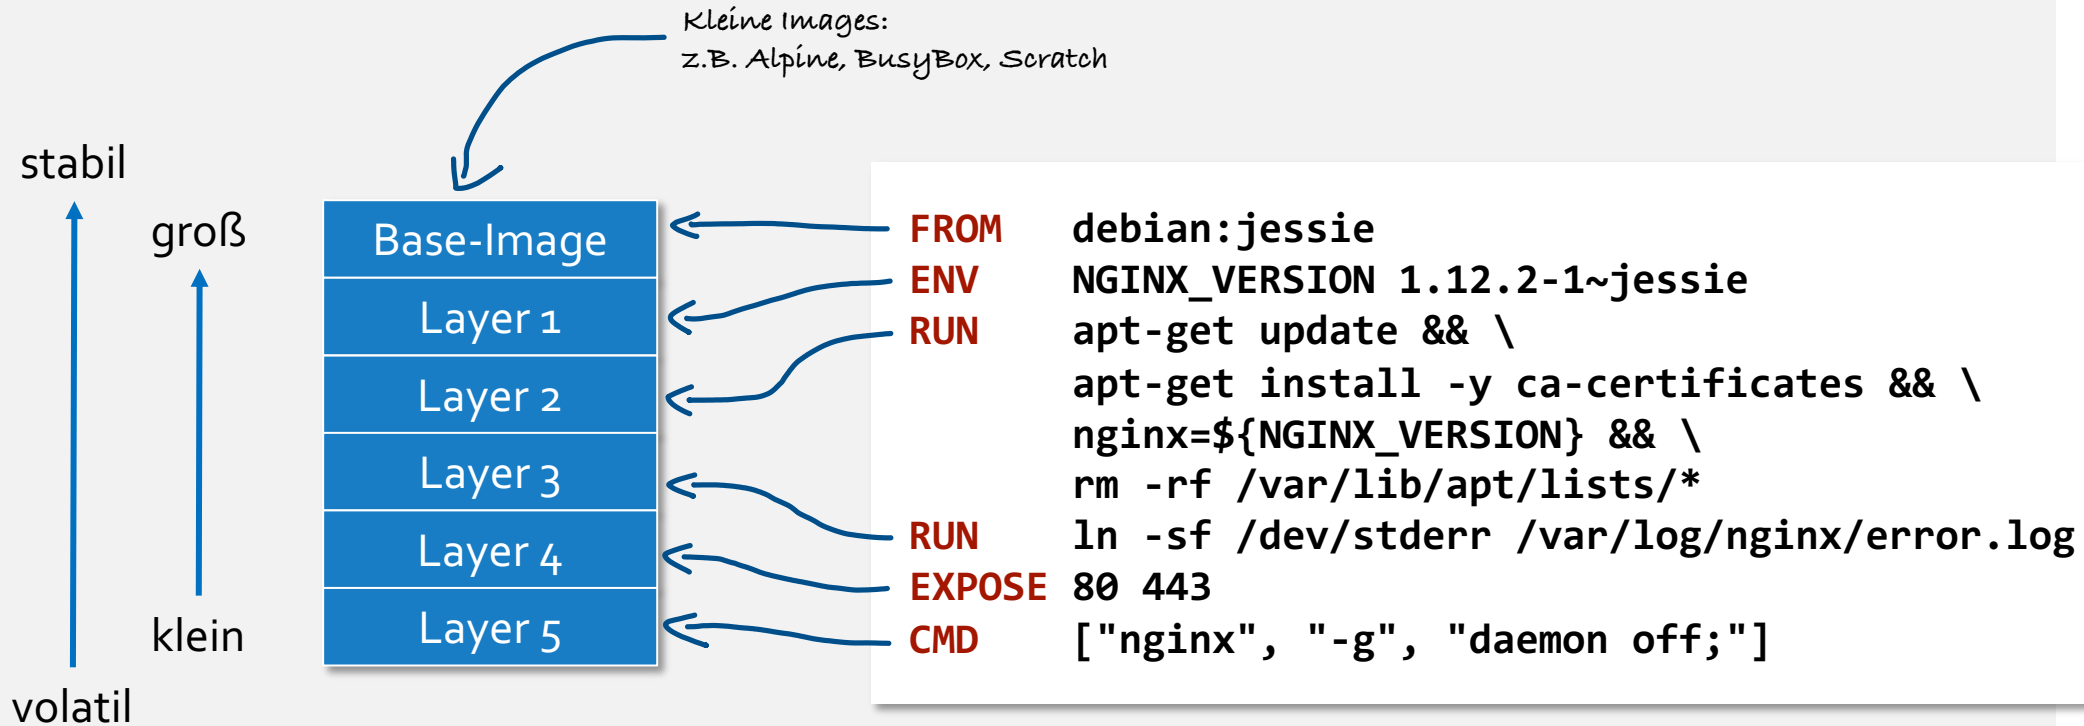 Kleine Images:
z.B. Alpine, BusyBox, Scratch
stabil
groß
klein
volatil
Base-Image
Layer 1
Layer 2
Layer 3
Layer 4
Layer 5
FROM debian:jessie
ENV NGINX_VERSION 1.12.2-1~jessie
RUN apt-get update && \
apt-get install -y ca-certificates && \
nginx=${NGINX_VERSION} && \
rm -rf /var/lib/apt/lists/*
RUN ln -sf /dev/stderr /var/log/nginx/error.log
EXPOSE 80 443
CMD ["nginx", "-g", "daemon off;"]